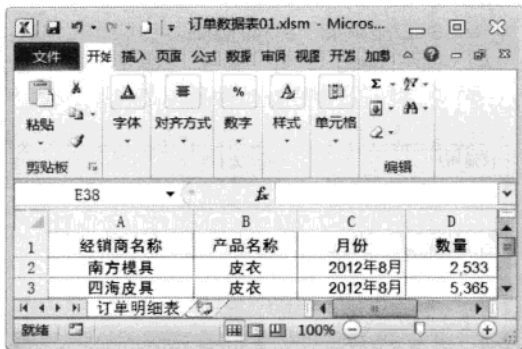 订单数据表01.xlsm - Micros...
文件 开始 插入 页面 公式 数据 审阅 视图 开发 加载
粘贴 字体 对齐方式 数字 样式 单元格
剪贴板 编辑
E38 fx
A B C D
1 经销商名称 产品名称 月份 数量
2 南方模具 皮衣 2012年8月 2,533
3 四海皮具 皮衣 2012年8月 5,365
订单明细表
就绪 100%